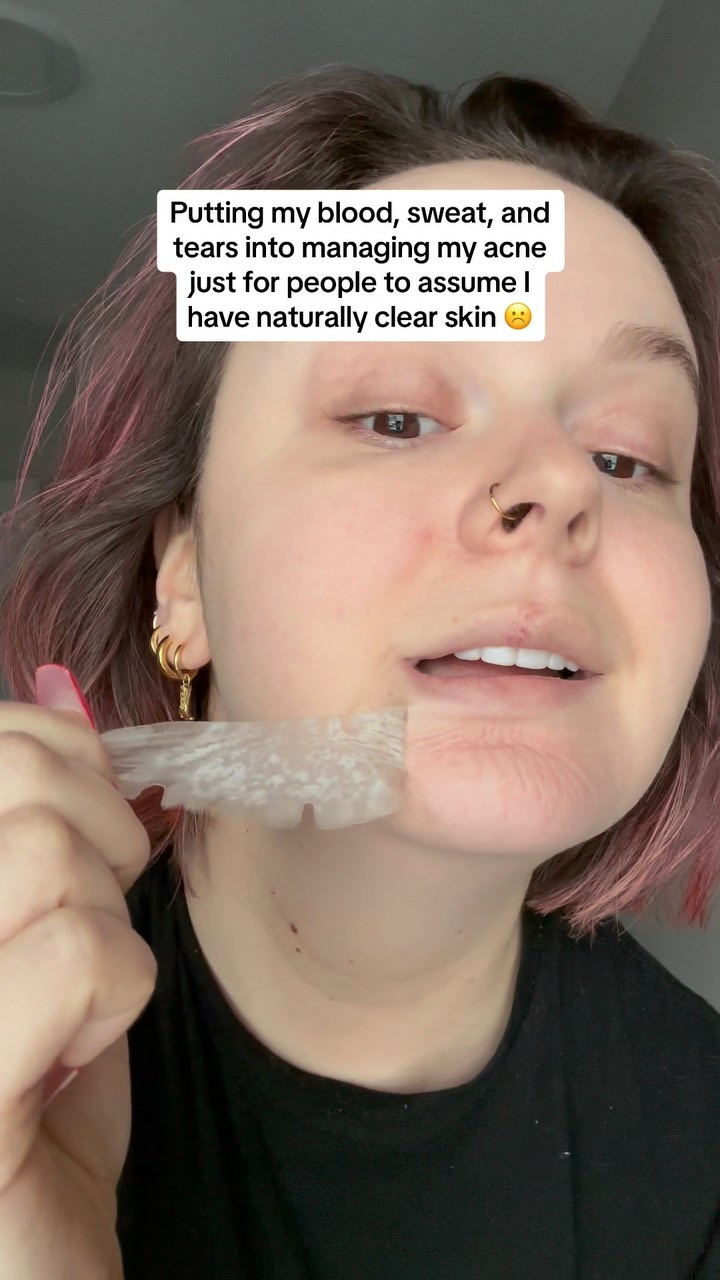 Putting my blood, sweat, and
tears into managing my acne
just for people to assume I
have naturally clear skin ☹️